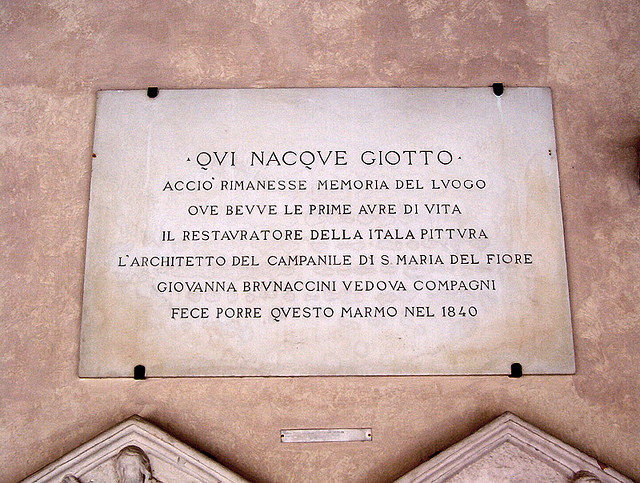 · QVI NACQVE GIOTTO ·
ACCIO' RIMANESSE MEMORIA DEL LVOGO
OVE BEVVE LE PRIME AVRE DI VITA
IL RESTAVRATORE DELLA ITALA PITTVRA
L'ARCHITETTO DEL CAMPANILE DI S. MARIA DEL FIORE
GIOVANNA BRVNACCINI VEDOVA COMPAGNI
FECE PORRE QVESTO MARMO NEL 1840